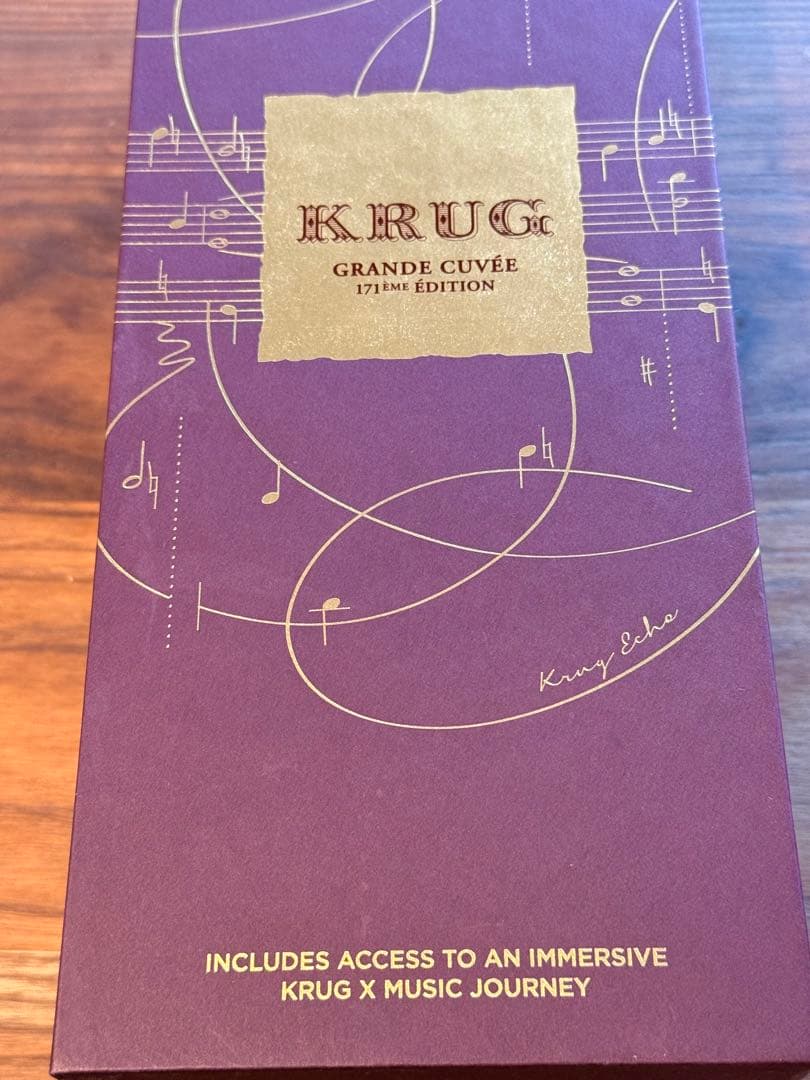 KRUG
GRANDE CUVÉE
171ÈME ÉDITION
Krug Echo
INCLUDES ACCESS TO AN IMMERSIVE
KRUG X MUSIC JOURNEY